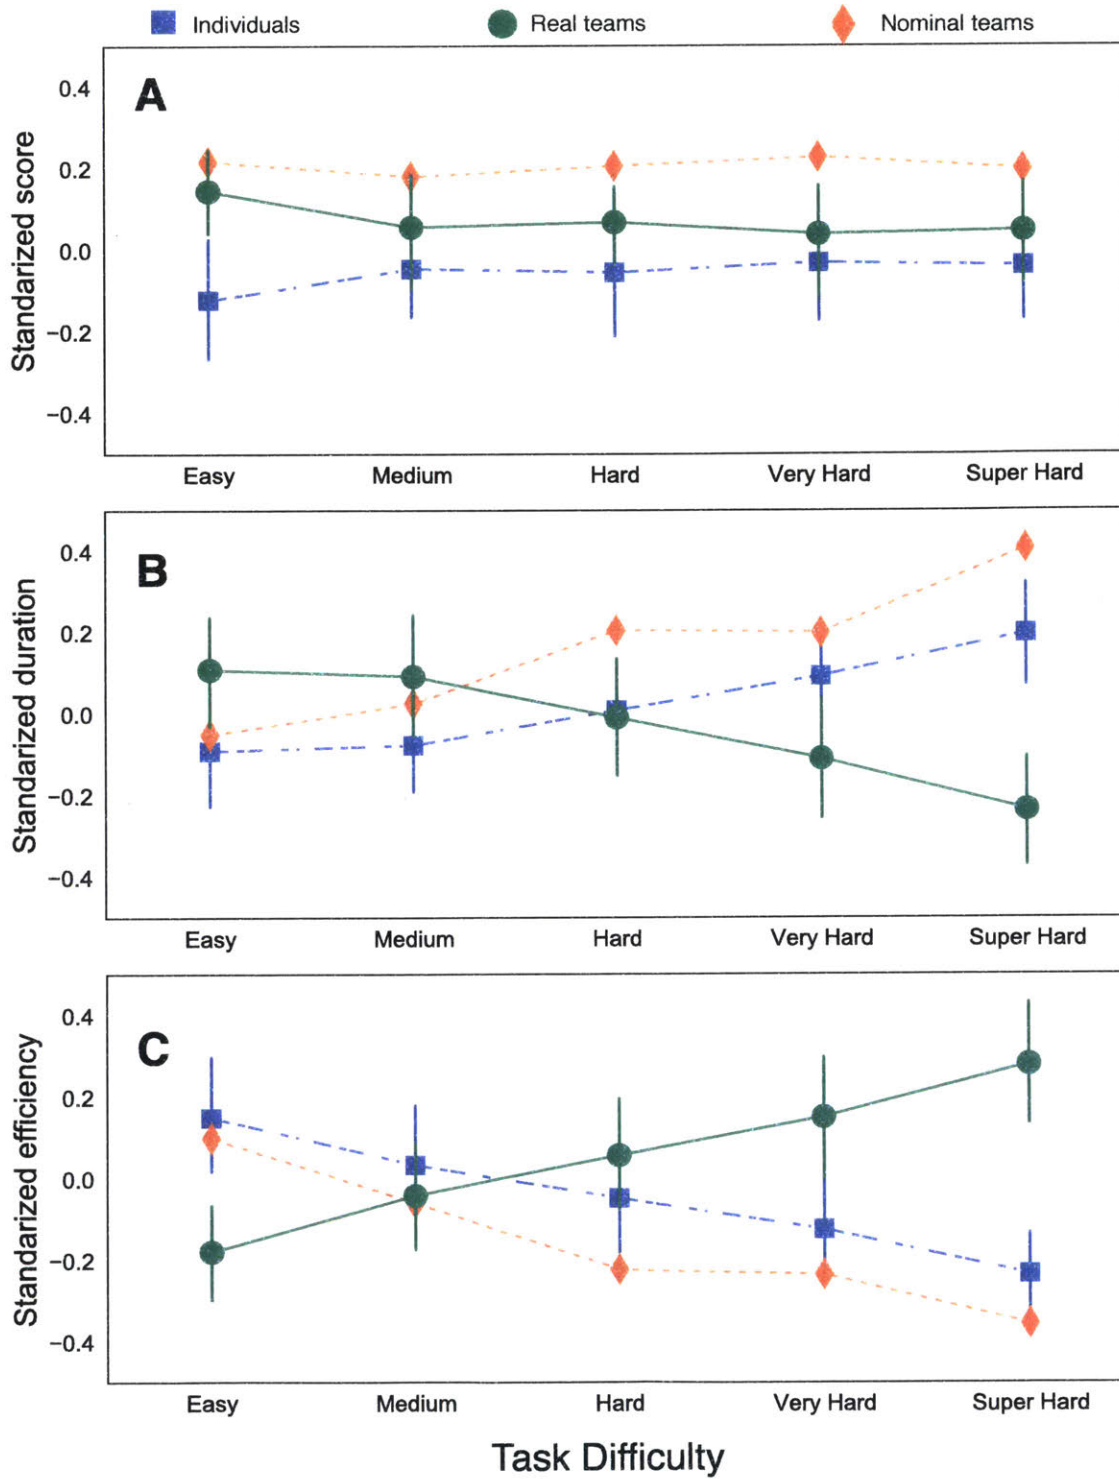 Individuals Real teams Nominal teams
A
Standarized score
0.4
0.2
0.0
−0.2
−0.4
Easy Medium Hard Very Hard Super Hard
B
Standarized duration
0.4
0.2
0.0
−0.2
−0.4
Easy Medium Hard Very Hard Super Hard
C
Standarized efficiency
0.4
0.2
0.0
−0.2
−0.4
Easy Medium Hard Very Hard Super Hard
Task Difficulty